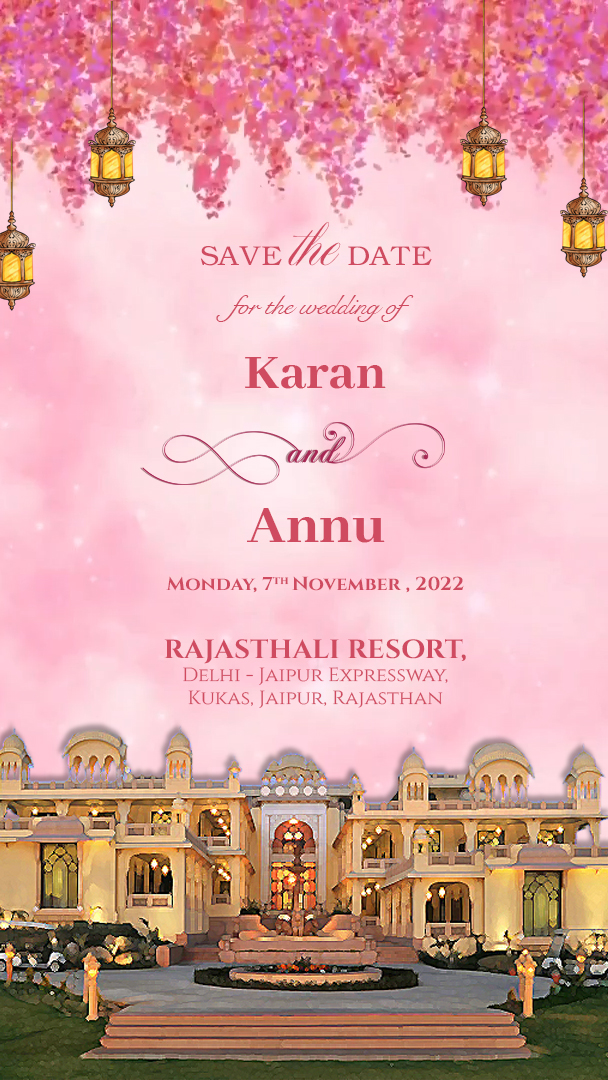 SAVE the DATE
for the wedding of
Karan
and
Annu
MONDAY, 7TH NOVEMBER , 2022
RAJASTHALI RESORT,
DELHI - JAIPUR EXPRESSWAY,
KUKAS, JAIPUR, RAJASTHAN